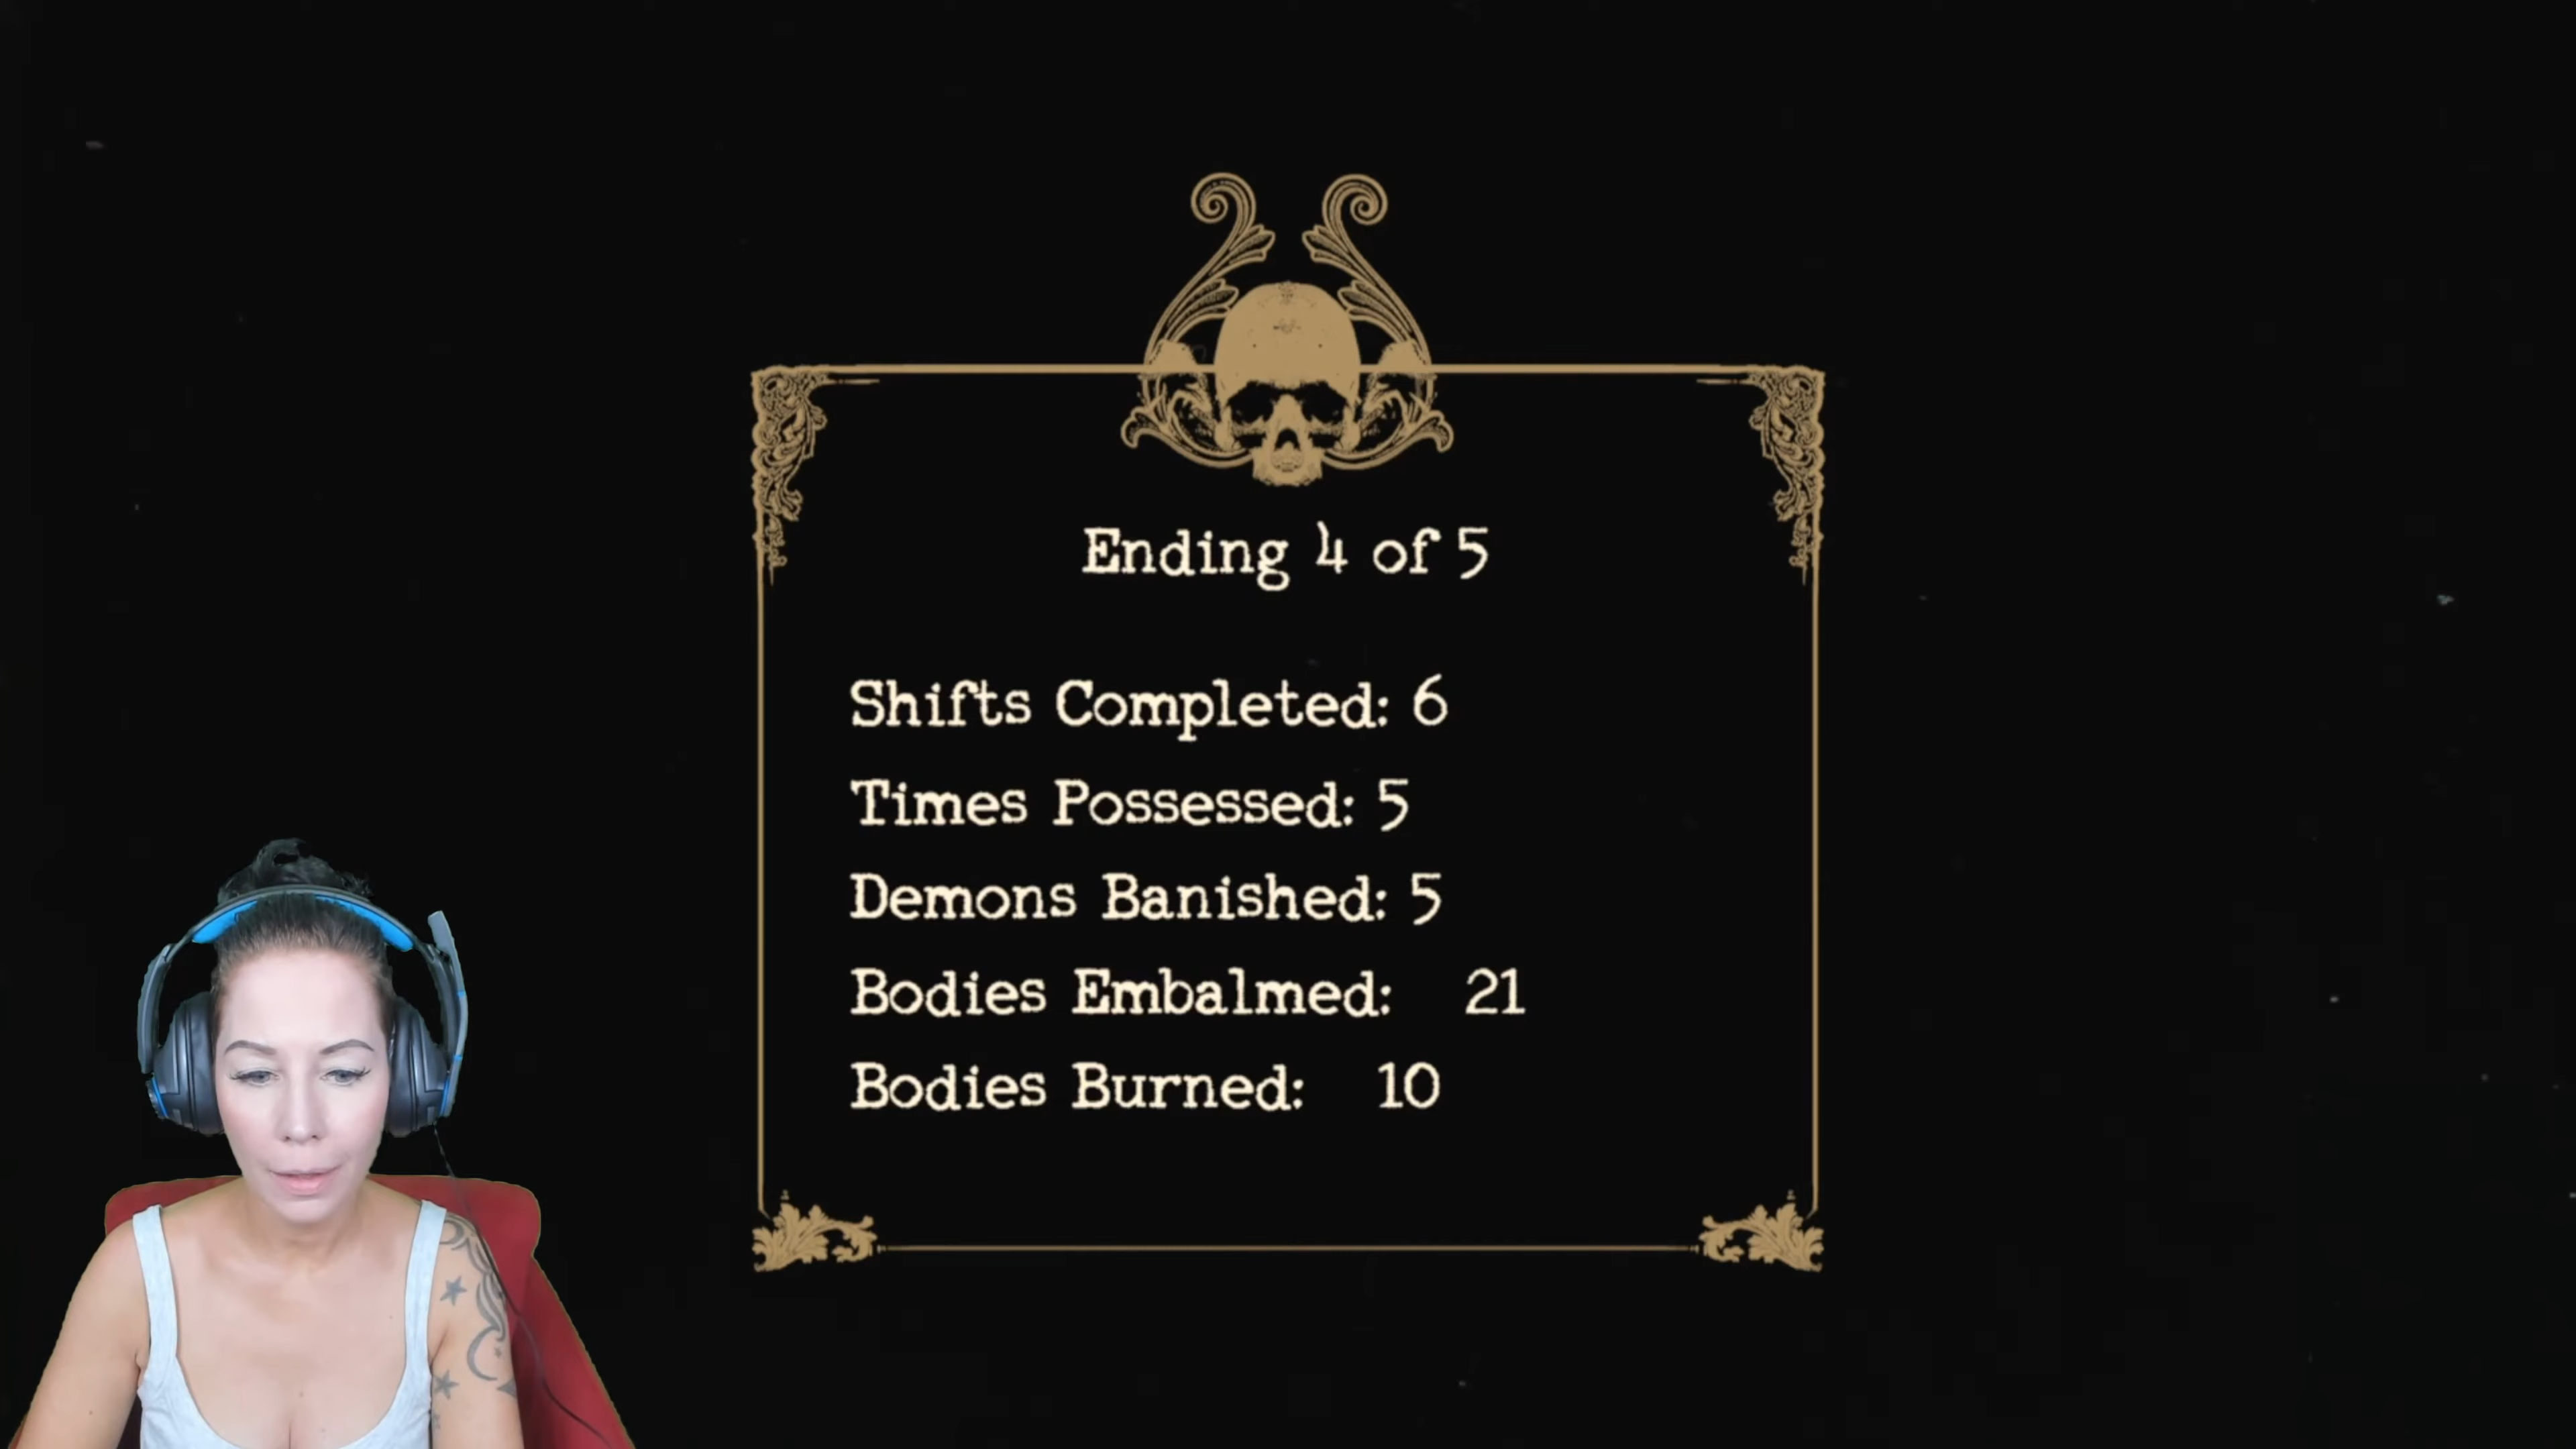 Ending 4 of 5
Shifts Completed: 6
Times Possessed: 5
Demons Banished: 5
Bodies Embalmed: 21
Bodies Burned: 10